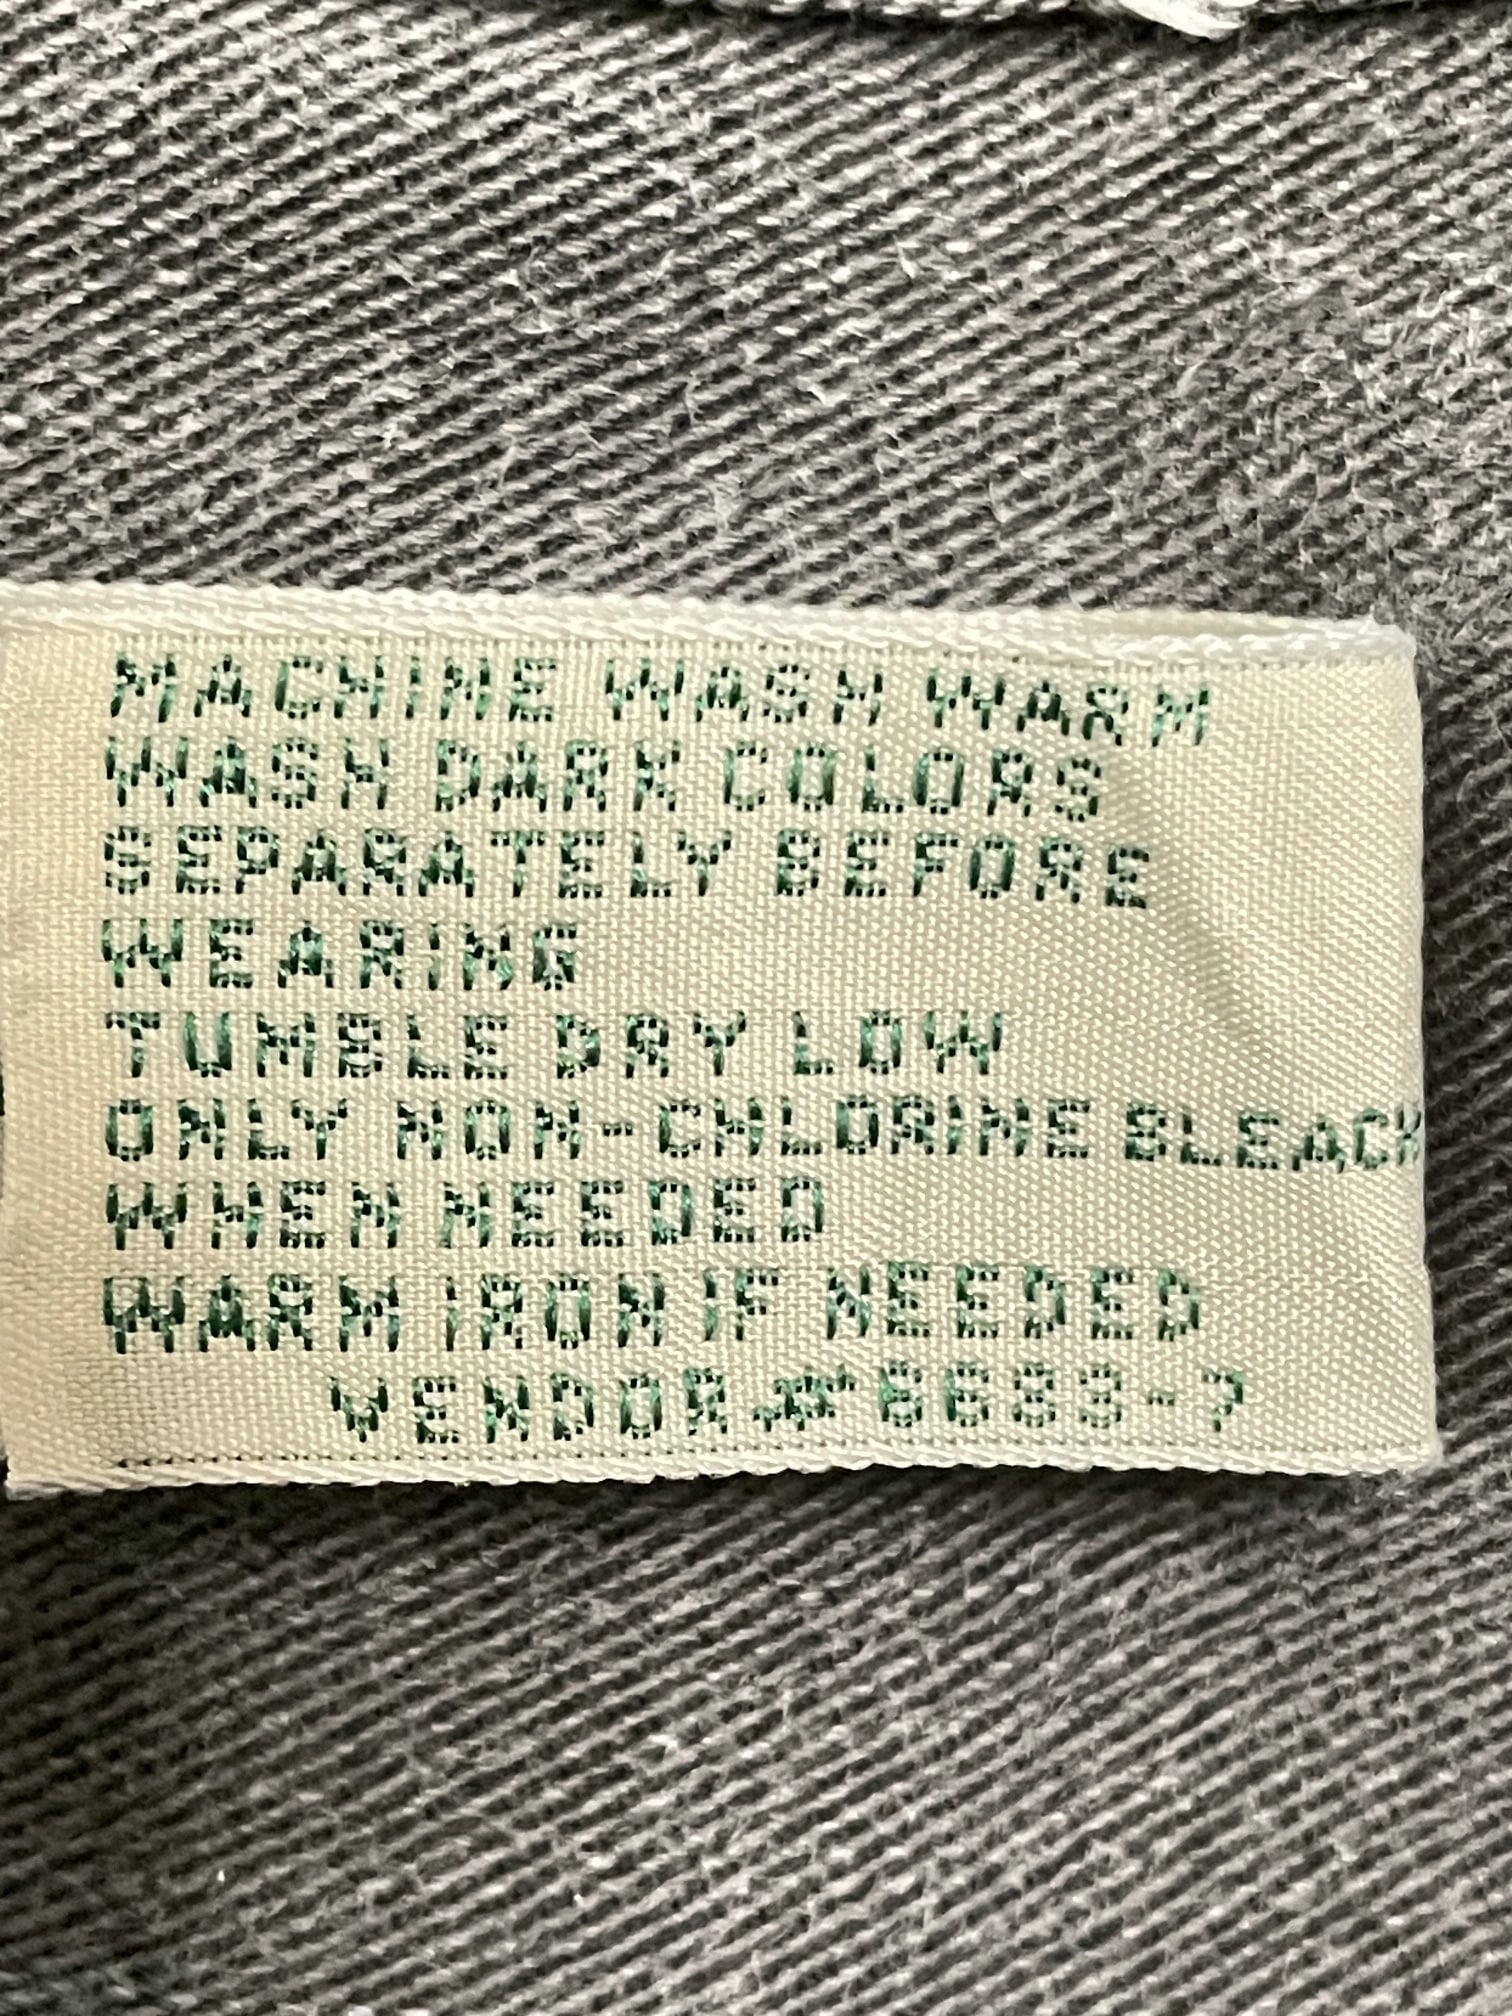 MACHINE WASH WARM
WASH DARK COLORS
SEPARATELY BEFORE
WEARING
TUMBLE DRY LOW
ONLY NON-CHLORINE BLEACH
WHEN NEEDED
WARM IRON IF NEEDED
VENDOR # 6683-7